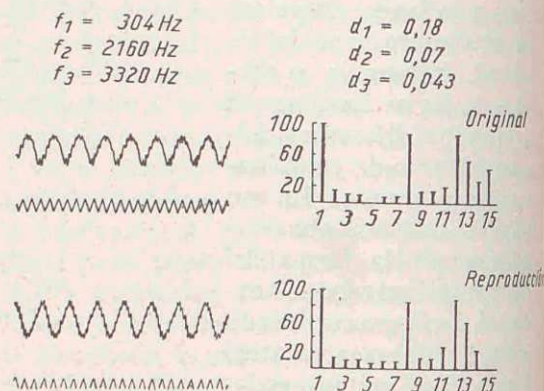 f1 = 304 Hz
f2 = 2160 Hz
f3 = 3320 Hz
d1 = 0,18
d2 = 0,07
d3 = 0,043
Original
100
60
20
1 3 5 7 9 11 13 15
Reproducción
100
60
20
1 3 5 7 9 11 13 15